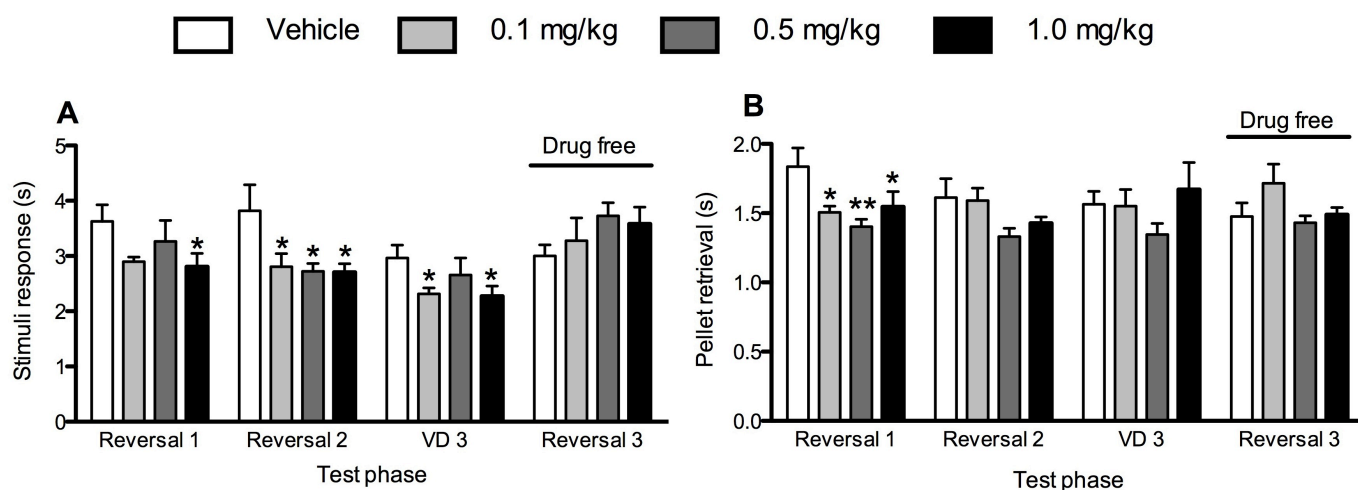 Vehicle 0.1 mg/kg 0.5 mg/kg 1.0 mg/kg
A
Drug free
Stimuli response (s)
5
4
3
2
1
0
*
* * *
* *
Reversal 1 Reversal 2 VD 3 Reversal 3
Test phase
B
Drug free
Pellet retrieval (s)
2.0
1.5
1.0
0.5
0.0
* ** *
Reversal 1 Reversal 2 VD 3 Reversal 3
Test phase